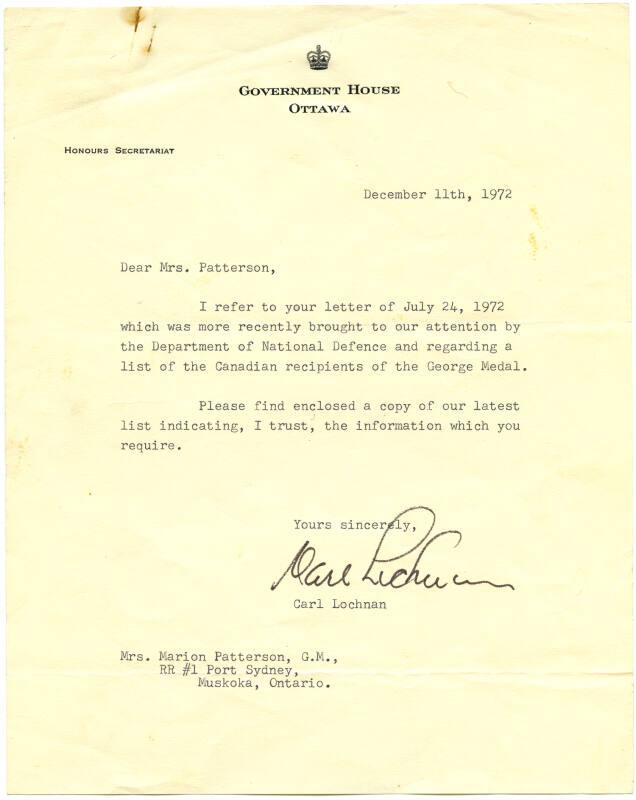 GOVERNMENT HOUSE
OTTAWA
HONOURS SECRETARIAT
December 11th, 1972
Dear Mrs. Patterson,
I refer to your letter of July 24, 1972
which was more recently brought to our attention by
the Department of National Defence and regarding a
list of the Canadian recipients of the George Medal.
Please find enclosed a copy of our latest
list indicating, I trust, the information which you
require.
Yours sincerely,
Carl Lochnan
Carl Lochnan
Mrs. Marion Patterson, G.M.,
RR #1 Port Sydney,
Muskoka, Ontario.